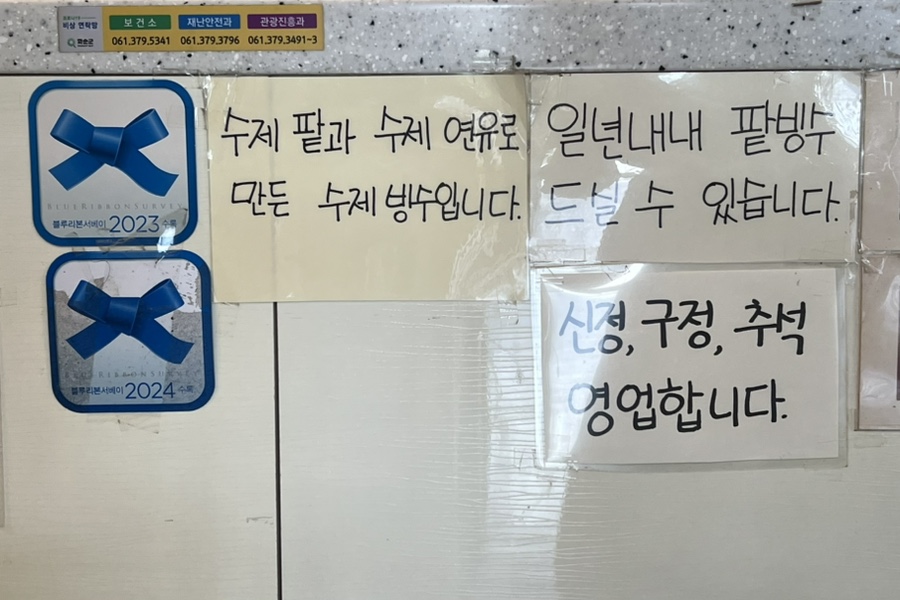 비상 연락망
보건소
재난안전과
관광진흥과
화순군
061.379.5341
061.379.3796
061.379.3491~3
BLUE RIBBON SURVEY
블루리본서베이 2023 수록
BLUE RIBBON SURVEY
블루리본서베이 2024 수록
수제 팥과 수제 연유로
만든 수제 빙수입니다.
일년내내 팥빙수
드실 수 있습니다.
신정, 구정, 추석
영업합니다.